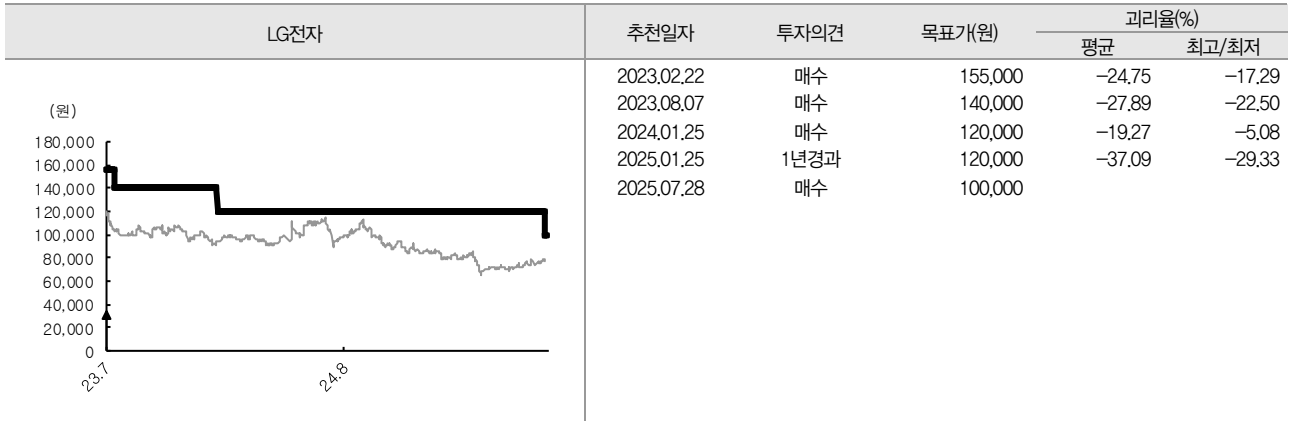 LG전자
추천일자 투자의견 목표가(원) 괴리율(%)
평균 최고/최저
2023.02.22 매수 155,000 -24.75 -17.29
2023.08.07 매수 140,000 -27.89 -22.50
2024.01.25 매수 120,000 -19.27 -5.08
2025.01.25 1년경과 120,000 -37.09 -29.33
2025.07.28 매수 100,000
(원)
180,000
160,000
140,000
120,000
100,000
80,000
60,000
40,000
20,000
0
23.7 24.8